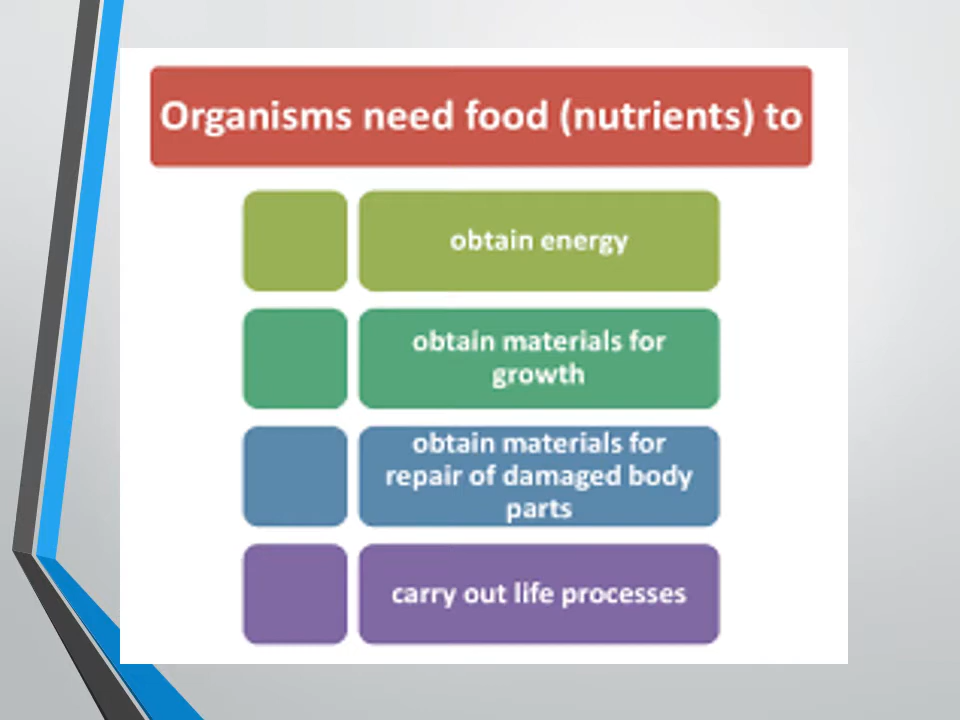 Organisms need food (nutrients) to
obtain energy
obtain materials for
growth
obtain materials for
repair of damaged body
parts
carry out life processes